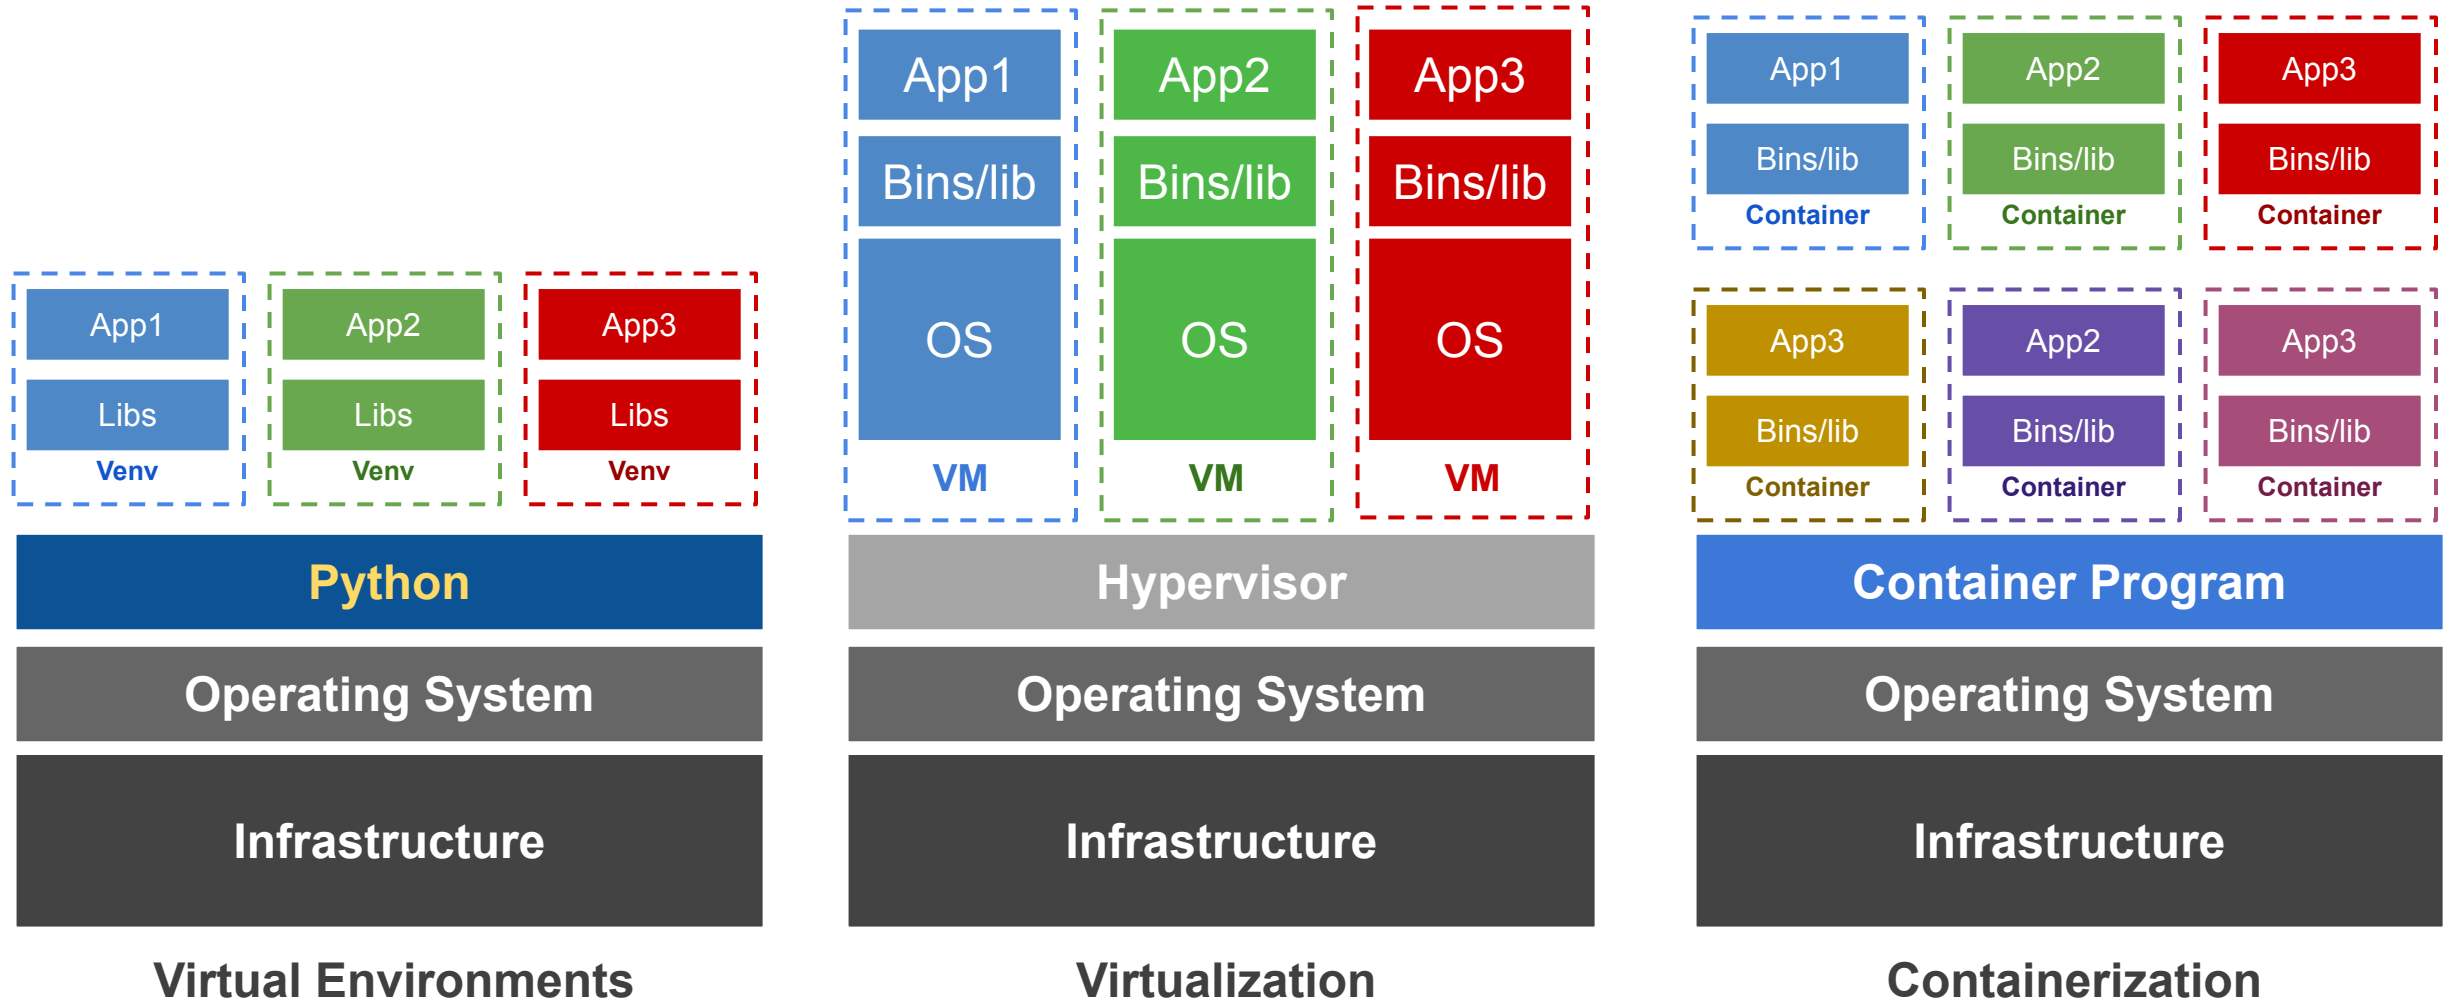 App1
App2
App3
Libs
Libs
Libs
Venv
Venv
Venv
Python
Operating System
Infrastructure
Virtual Environments
App1
App2
App3
Bins/lib
Bins/lib
Bins/lib
OS
OS
OS
VM
VM
VM
Hypervisor
Operating System
Infrastructure
Virtualization
App1
App2
App3
Bins/lib
Bins/lib
Bins/lib
Container
Container
Container
App3
App2
App3
Bins/lib
Bins/lib
Bins/lib
Container
Container
Container
Container Program
Operating System
Infrastructure
Containerization